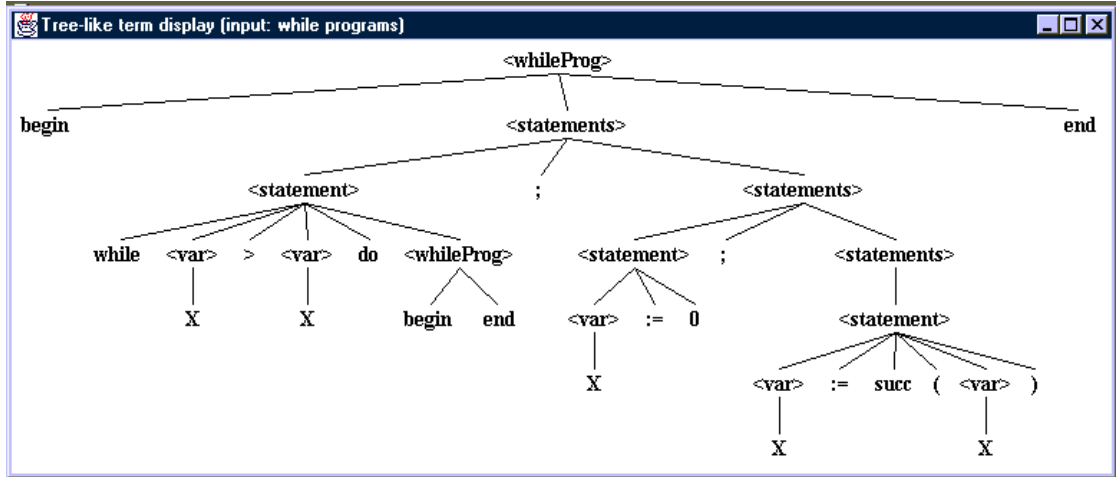 Tree-like term display (input: while programs)
<whileProg>
begin <statements> end
<statement> ; <statements>
while <var> > <var> do <whileProg> <statement> ; <statements>
X X begin end <var> := 0 <statement>
X <var> := succ ( <var> )
X X